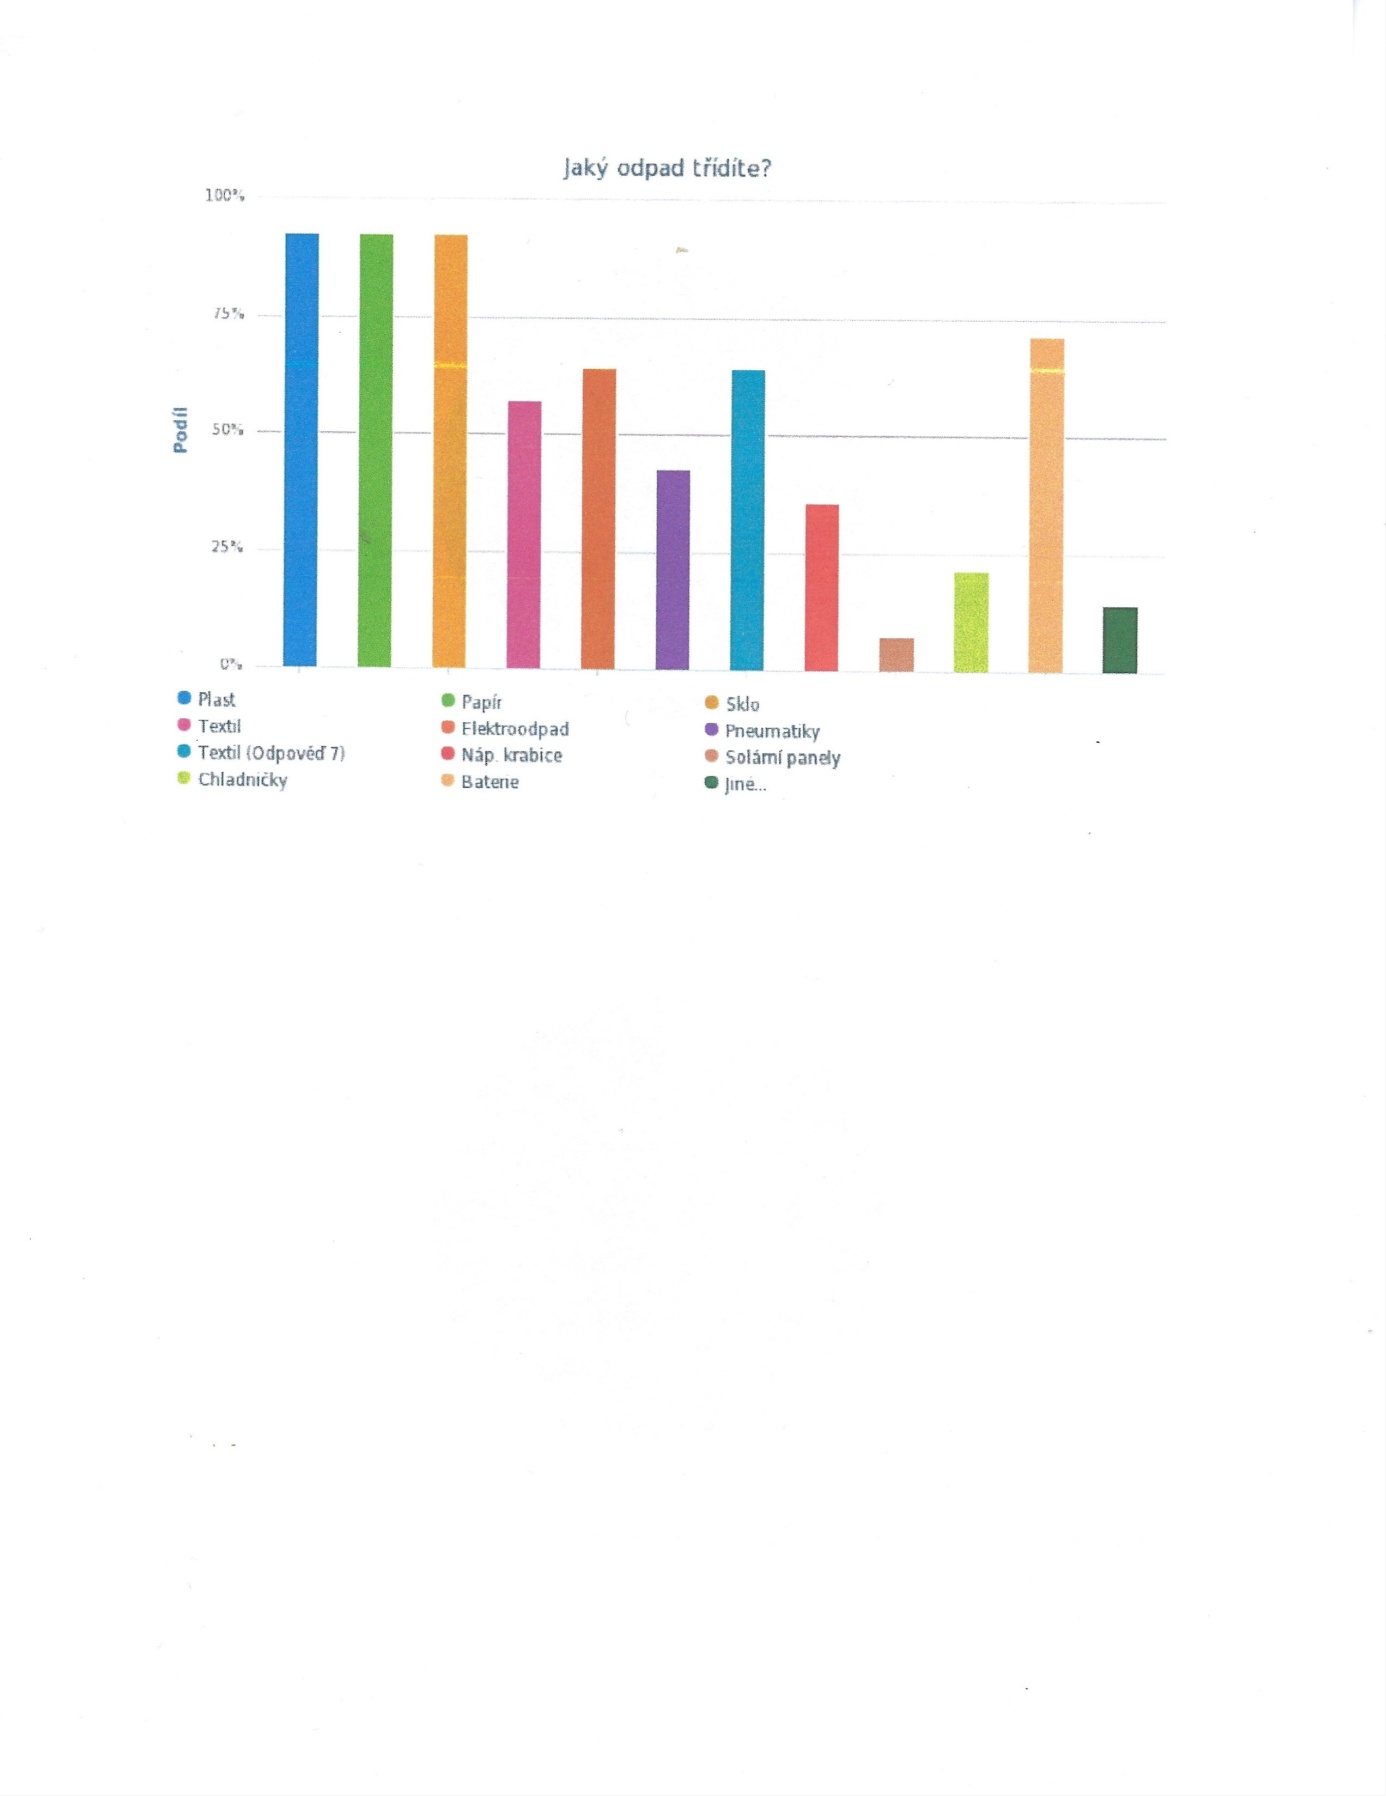 Jaký odpad třídíte?
100%
75%
50%
25%
0%
Podíl
Plast
Papír
Sklo
Textil
Elektroodpad
Pneumatiky
Textil (Odpověď 7)
Náp. krabice
Solární panely
Chladničky
Baterie
Jiné...